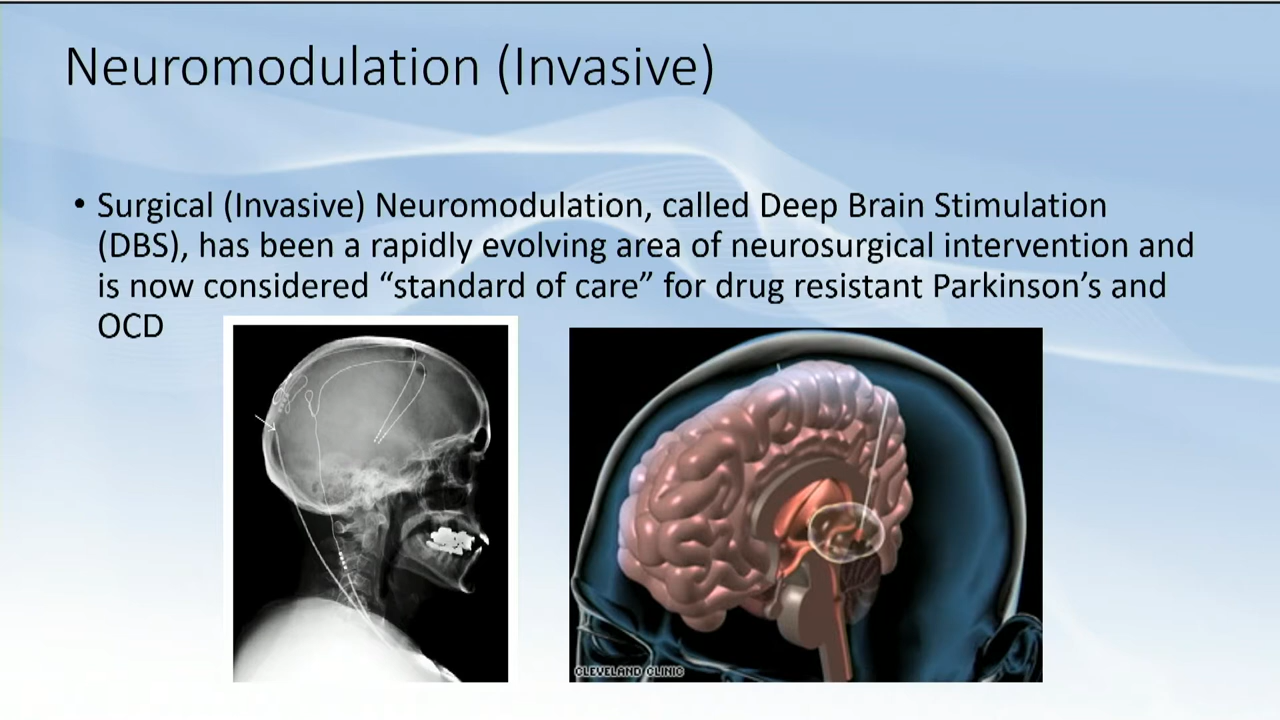 Neuromodulation (Invasive)
• Surgical (Invasive) Neuromodulation, called Deep Brain Stimulation
(DBS), has been a rapidly evolving area of neurosurgical intervention and
is now considered “standard of care” for drug resistant Parkinson’s and
OCD
CLEVELAND CLINIC